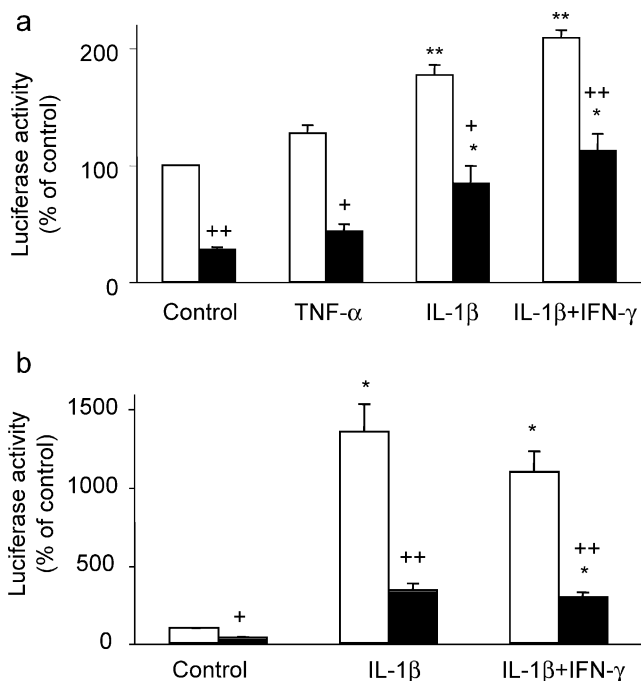 a
Luciferase activity
(% of control)
200
100
0
**
**
++
*
+
*
+
++
Control TNF-α IL-1β IL-1β+IFN-γ
b
Luciferase activity
(% of control)
1500
1000
500
0
*
*
++
*
++
+
Control IL-1β IL-1β+IFN-γ